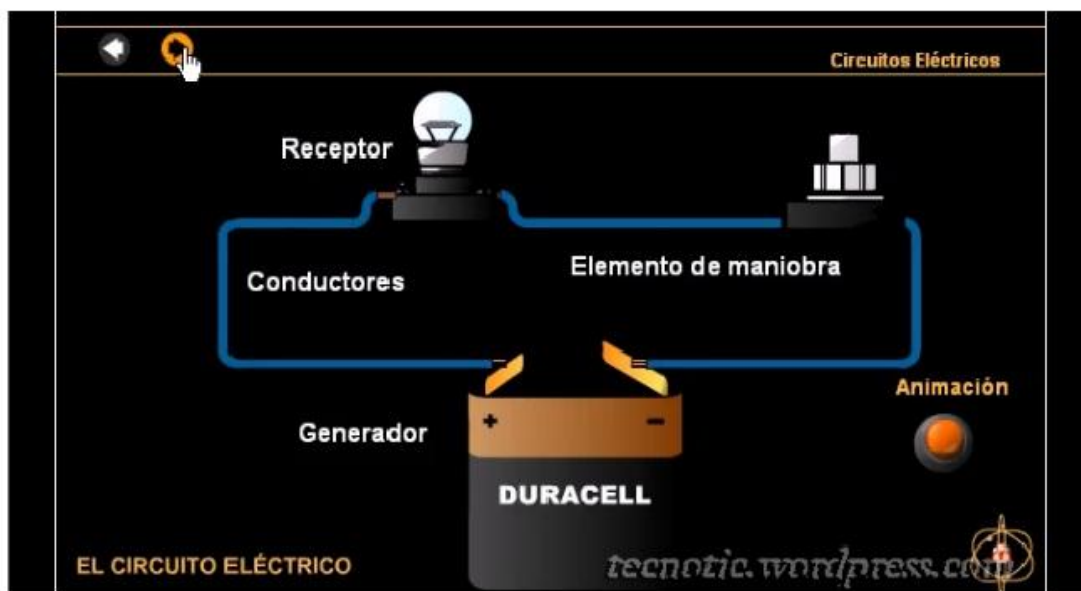 Circuitos Eléctricos
Receptor
Elemento de maniobra
Conductores
Animación
Generador
+ -
DURACELL
EL CIRCUITO ELÉCTRICO
tecnotic.wordpress.com